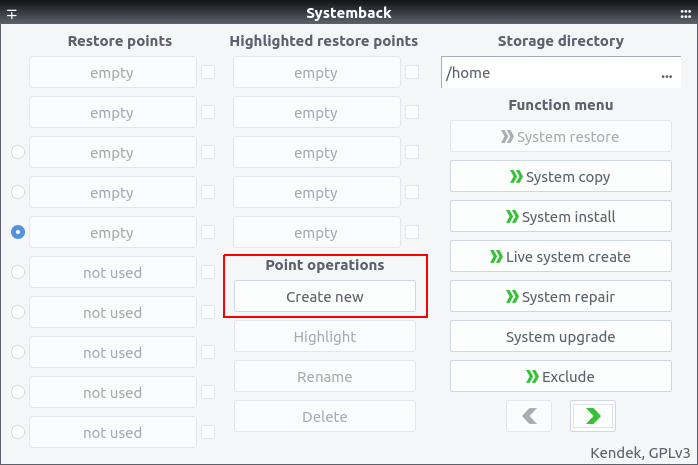 Systemback
Restore points
empty
empty
empty
empty
empty
not used
not used
not used
not used
not used
Highlighted restore points
empty
empty
empty
empty
empty
Point operations
Create new
Highlight
Rename
Delete
Storage directory
/home
...
Function menu
System restore
System copy
System install
Live system create
System repair
System upgrade
Exclude
Kendek, GPLv3